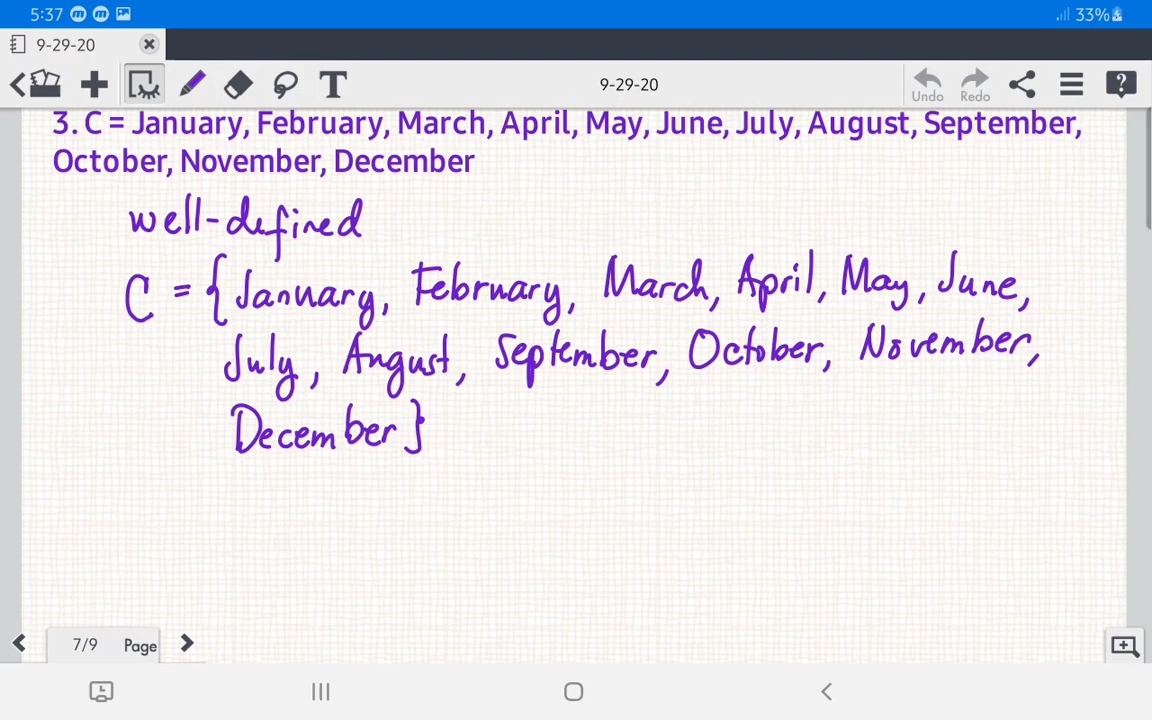 5:37 33%
9-29-20
T 9-29-20 Undo Redo ?
3. C = January, February, March, April, May, June, July, August, September,
October, November, December
well-defined
C = {January, February, March, April, May, June,
July, August, September, October, November,
December}
7/9 Page